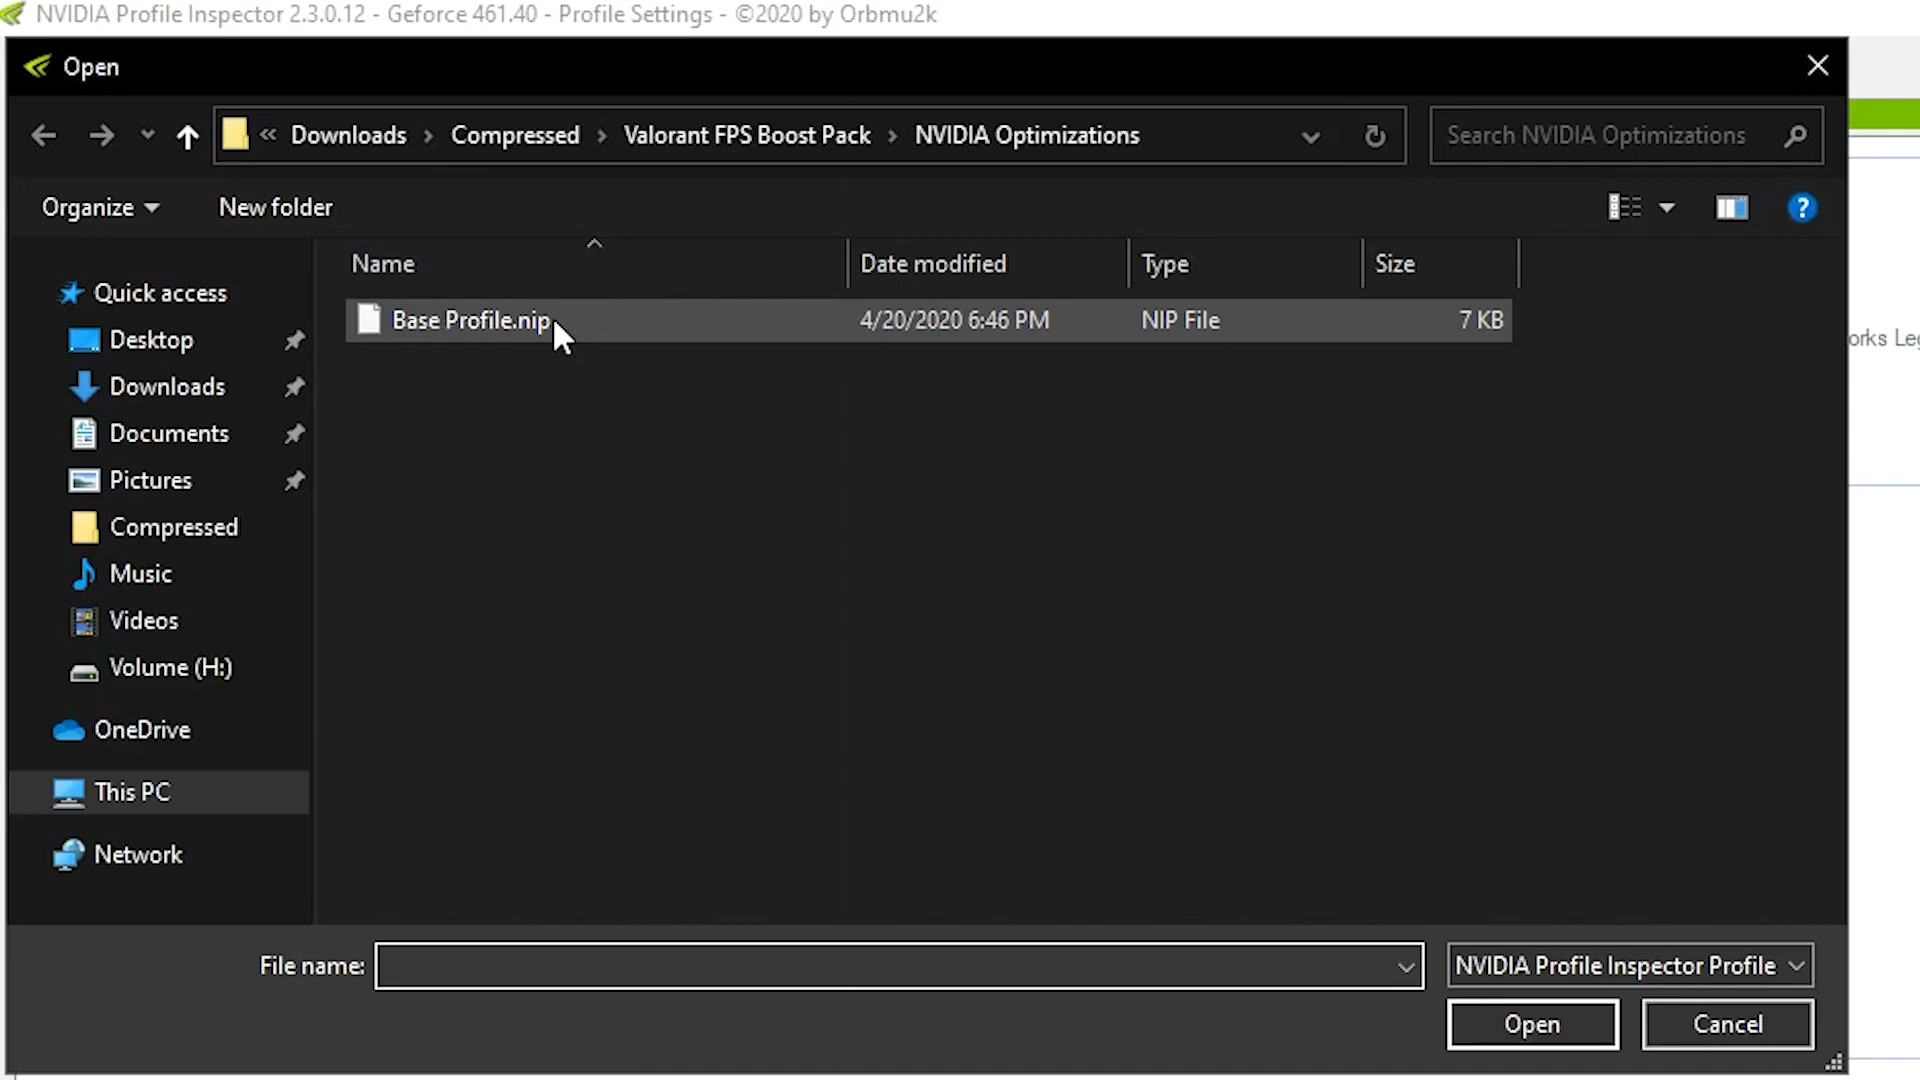 NVIDIA Profile Inspector 2.3.0.12 - Geforce 461.40 - Profile Settings - ©2020 by Orbmu2k
Open
« Downloads › Compressed › Valorant FPS Boost Pack › NVIDIA Optimizations
Search NVIDIA Optimizations
Organize
New folder
?
Name
Date modified
Type
Size
Base Profile.nip
4/20/2020 6:46 PM
NIP File
7 KB
Quick access
Desktop
Downloads
Documents
Pictures
Compressed
Music
Videos
Volume (H:)
OneDrive
This PC
Network
orks Leg
File name:
NVIDIA Profile Inspector Profile
Open
Cancel